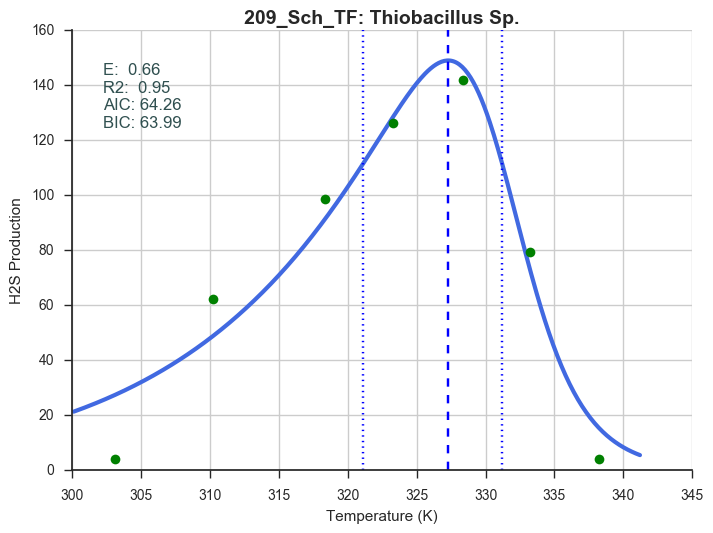 209_Sch_TF: Thiobacillus Sp.
E:  0.66
R2:  0.95
AIC: 64.26
BIC: 63.99
H2S Production
160
140
120
100
80
60
40
20
0
300 305 310 315 320 325 330 335 340 345
Temperature (K)